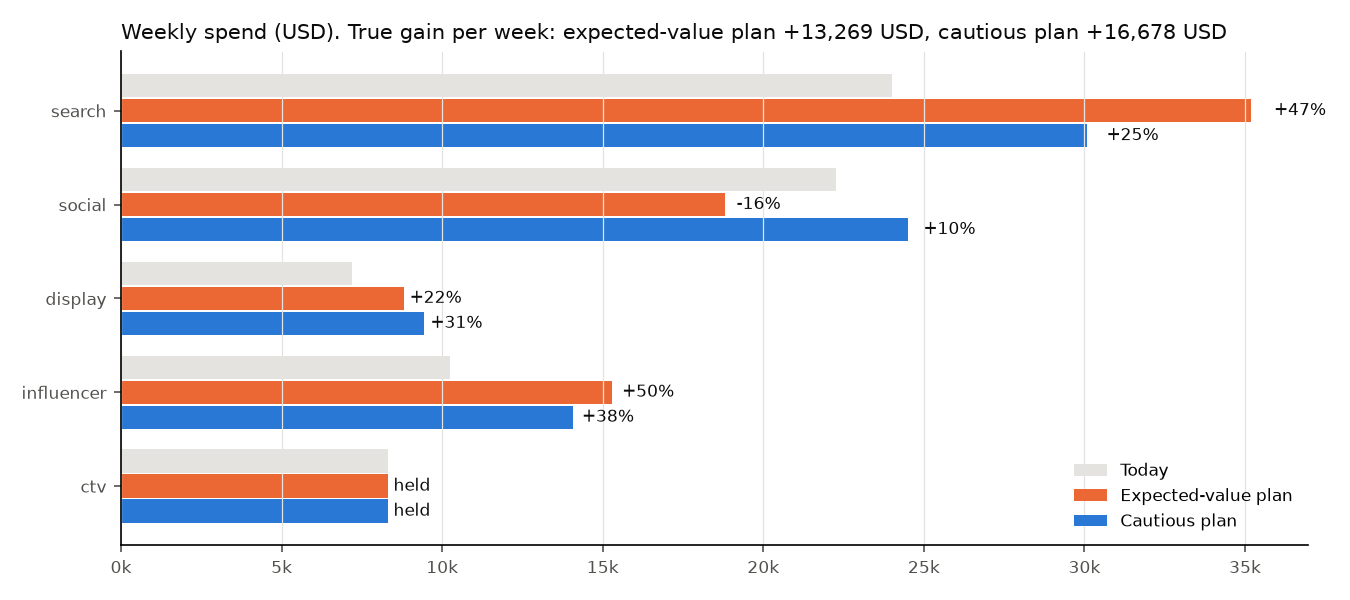 Weekly spend (USD). True gain per week: expected-value plan +13,269 USD, cautious plan +16,678 USD
search
+47%
+25%
social
-16%
+10%
display
+22%
+31%
influencer
+50%
+38%
ctv
held
held
Today
Expected-value plan
Cautious plan
0k 5k 10k 15k 20k 25k 30k 35k